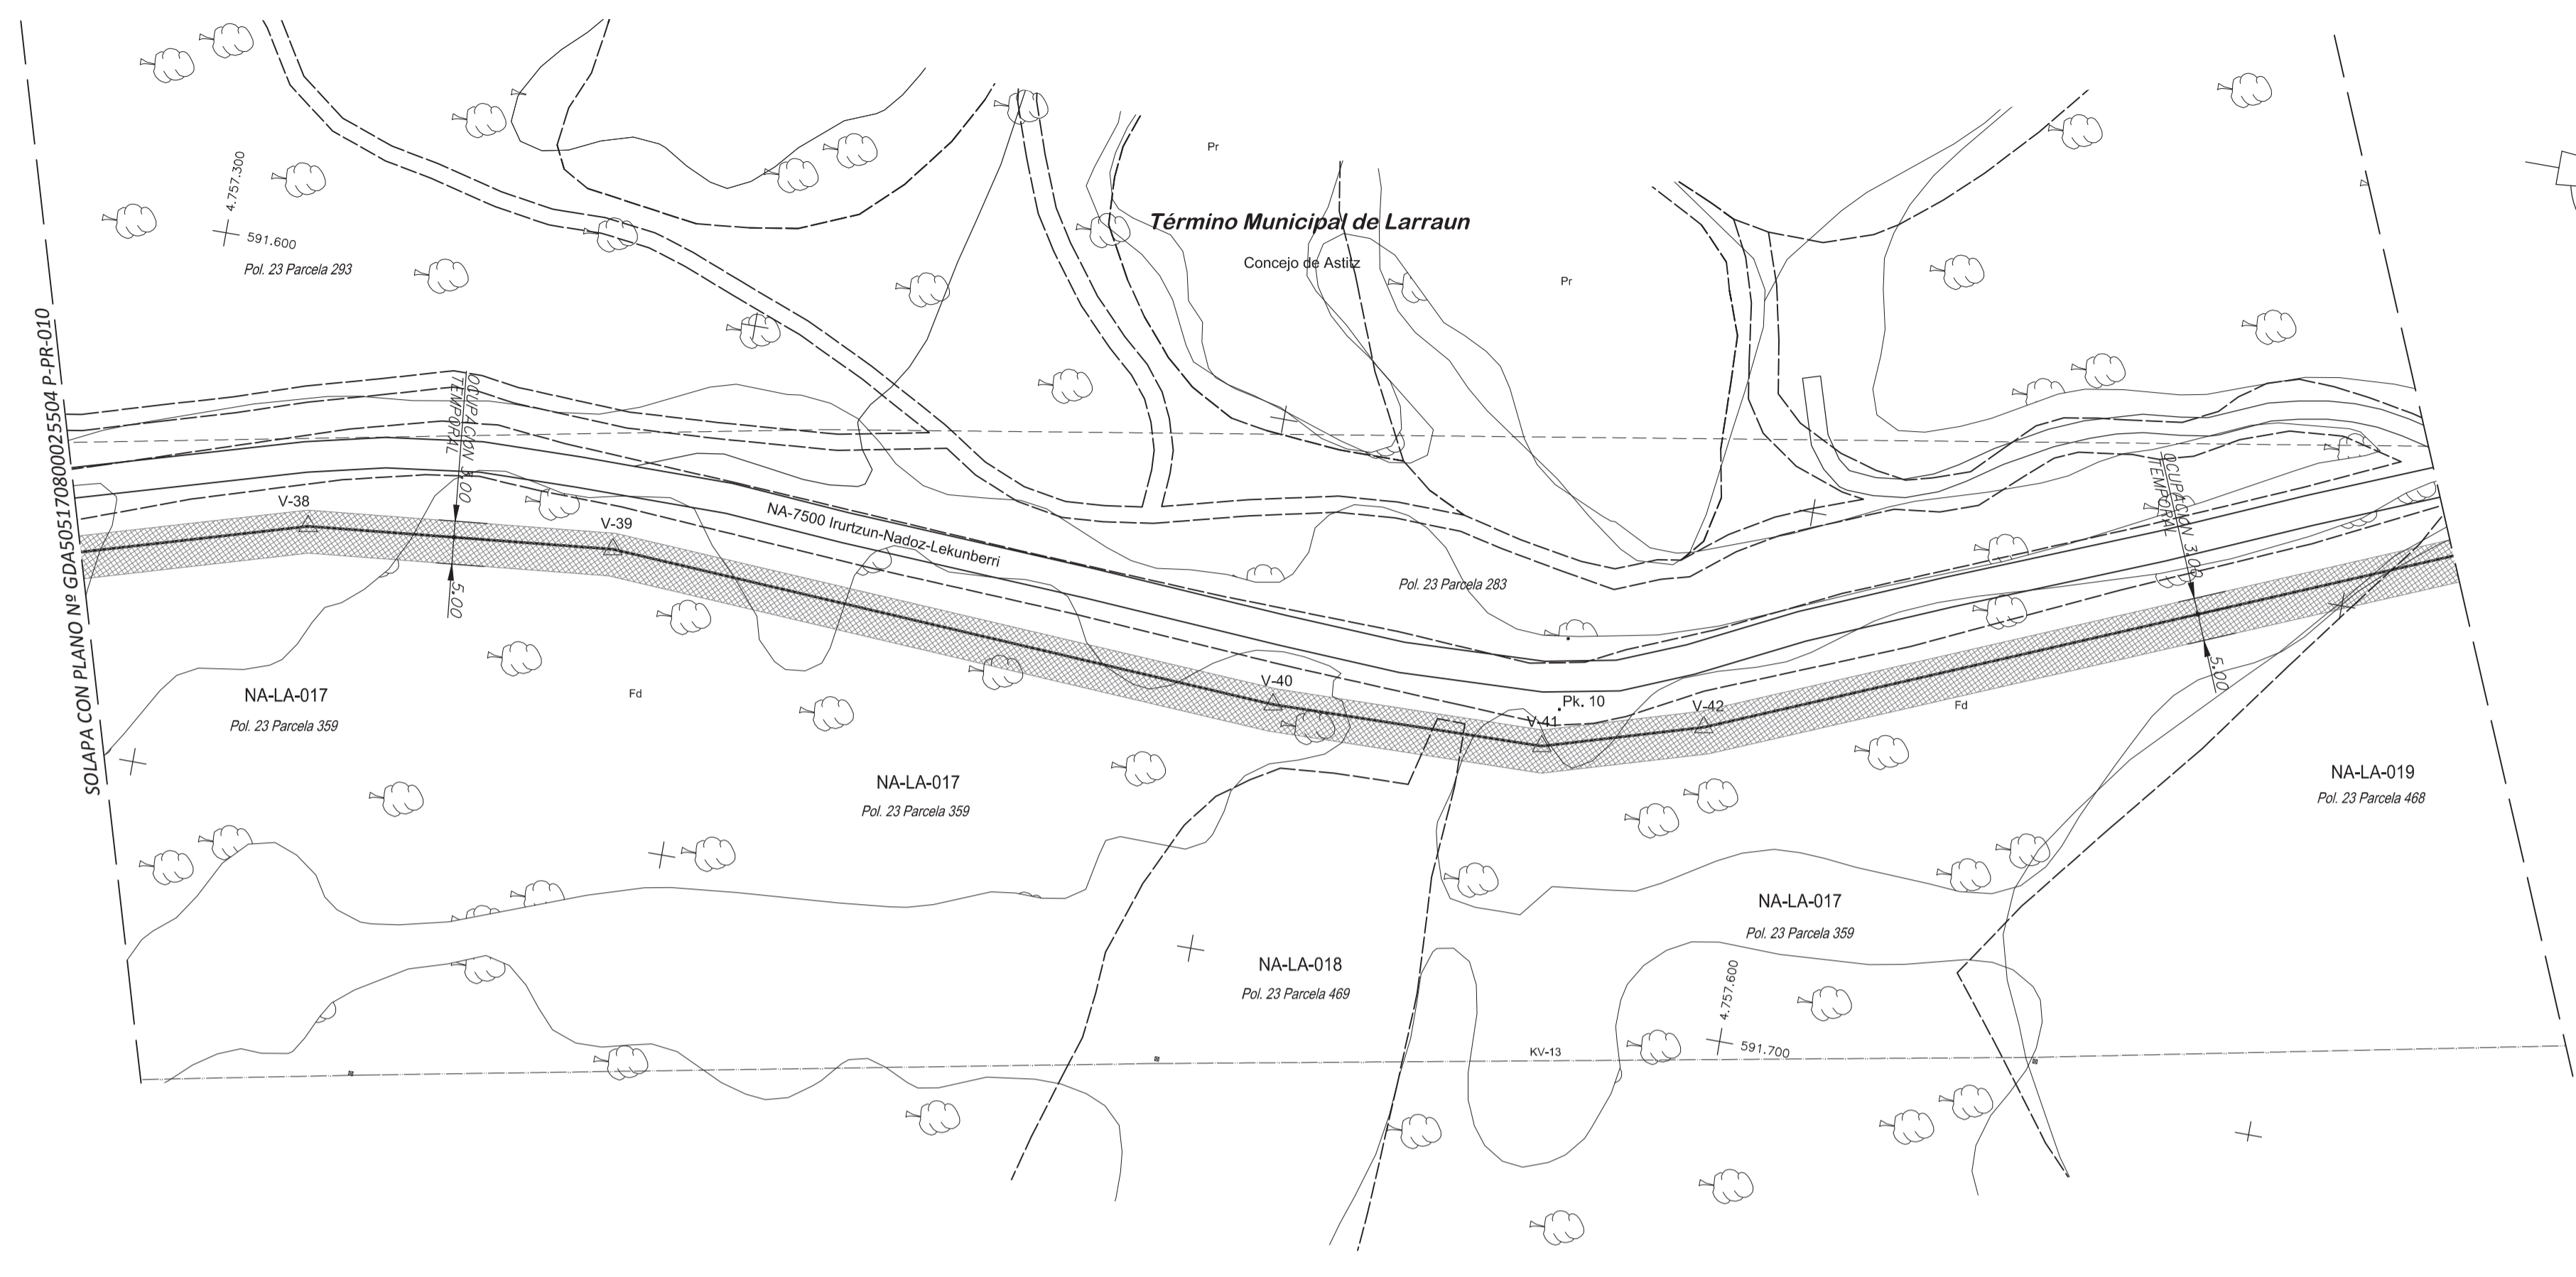 SOLAPA CON PLANO Nº GDA50517080002S504 P-PR-010
4.757.300
591.600
Pol. 23 Parcela 293
OCUPACION 3.00
TEMPORAL
5.00
V-38
V-39
NA-7500 Irurtzun-Nadoz-Lekunberri
Pr
Término Municipal de Larraun
Concejo de Astitz
Pr
Pol. 23 Parcela 283
OCUPACION 3.00
TEMPORAL
5.00
V-40
V-41
Pk. 10
V-42
Fd
Fd
NA-LA-017
Pol. 23 Parcela 359
NA-LA-017
Pol. 23 Parcela 359
NA-LA-019
Pol. 23 Parcela 468
NA-LA-017
Pol. 23 Parcela 359
NA-LA-018
Pol. 23 Parcela 469
4.757.600
591.700
KV-13